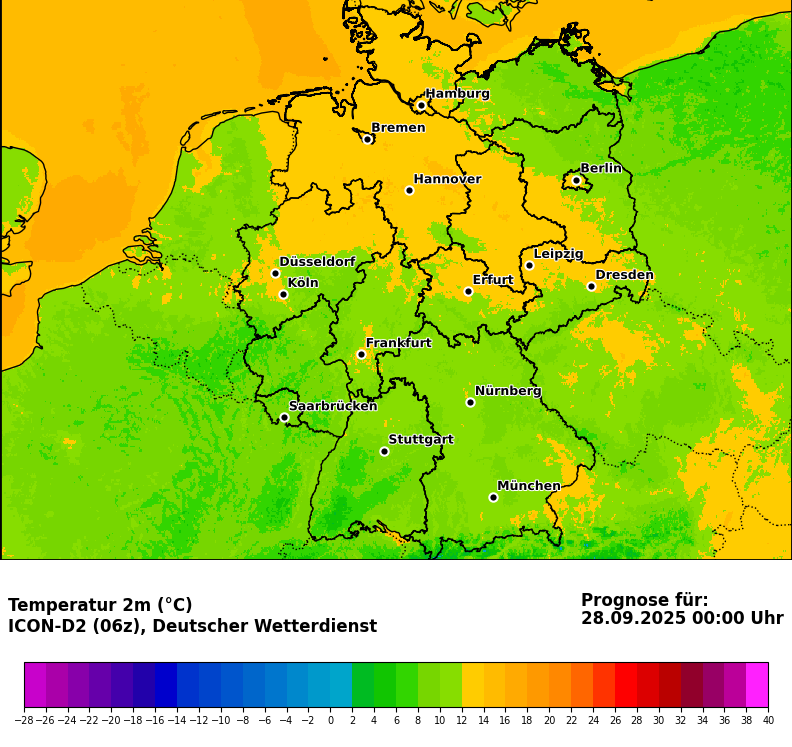 Hamburg
Bremen
Berlin
Hannover
Leipzig
Düsseldorf
Dresden
Köln
Erfurt
Frankfurt
Nürnberg
Saarbrücken
Stuttgart
München
Temperatur 2m (°C)
ICON-D2 (06z), Deutscher Wetterdienst
Prognose für:
28.09.2025 00:00 Uhr
−28 −26 −24 −22 −20 −18 −16 −14 −12 −10 −8 −6 −4 −2 0 2 4 6 8 10 12 14 16 18 20 22 24 26 28 30 32 34 36 38 40